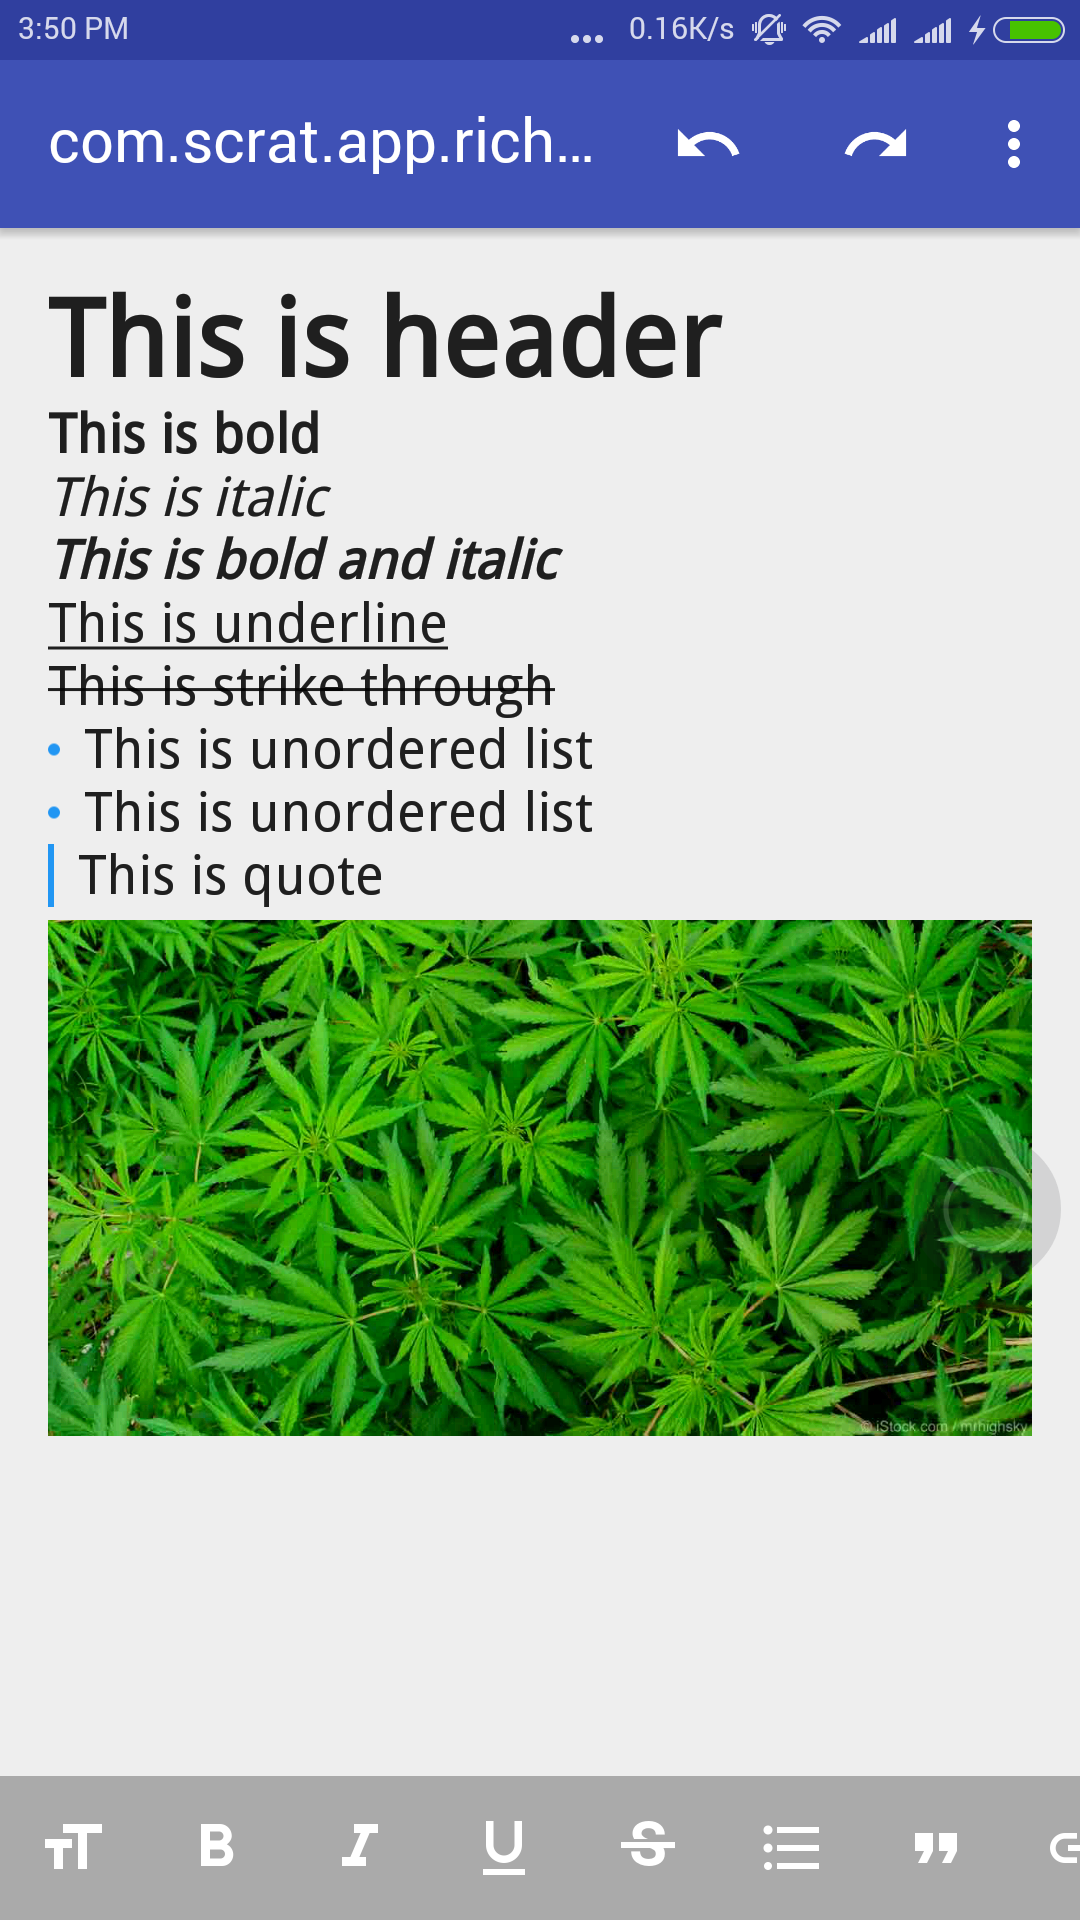 3:50 PM
0.16K/s
com.scrat.app.rich...
This is header
This is bold
This is italic
This is bold and italic
This is underline
This is strike through
• This is unordered list
• This is unordered list
This is quote
© iStock.com / mrhighsky
TT B I U S